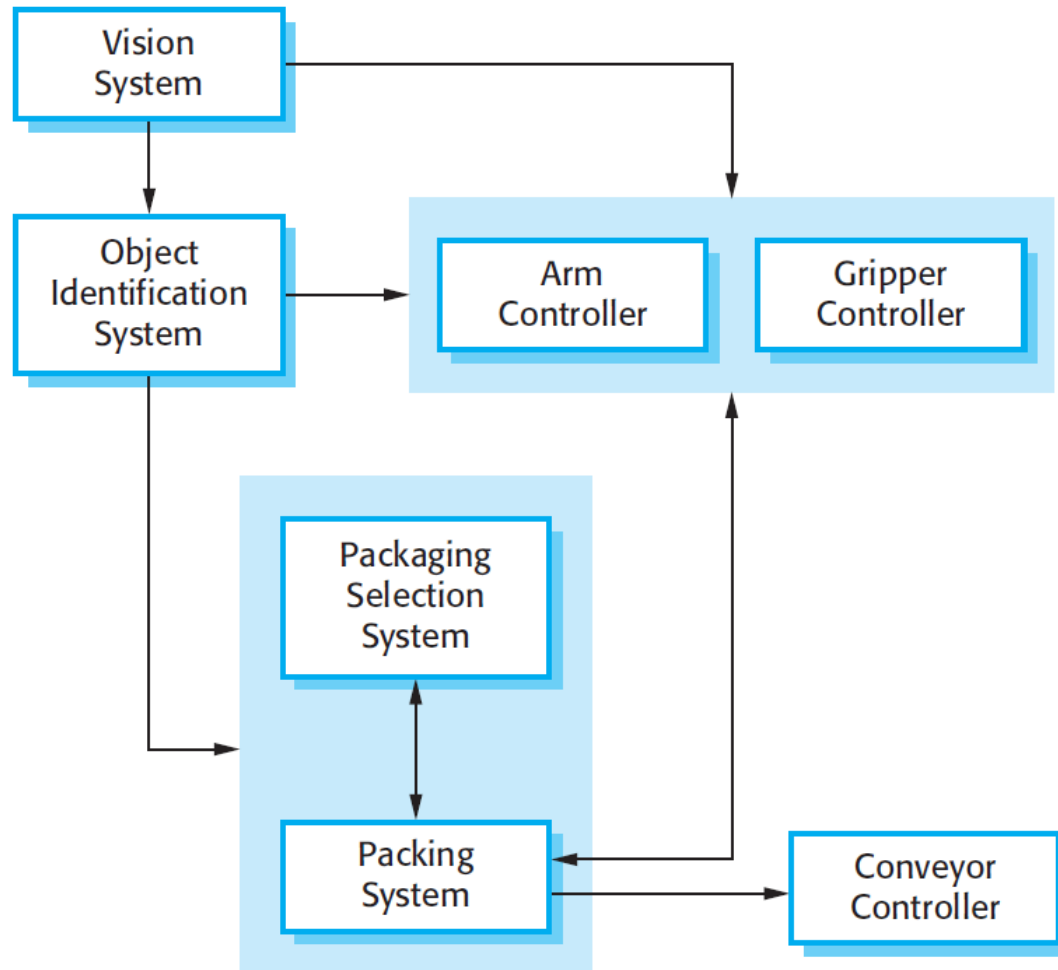 Vision
System
Object
Identification
System
Arm
Controller
Gripper
Controller
Packaging
Selection
System
Packing
System
Conveyor
Controller